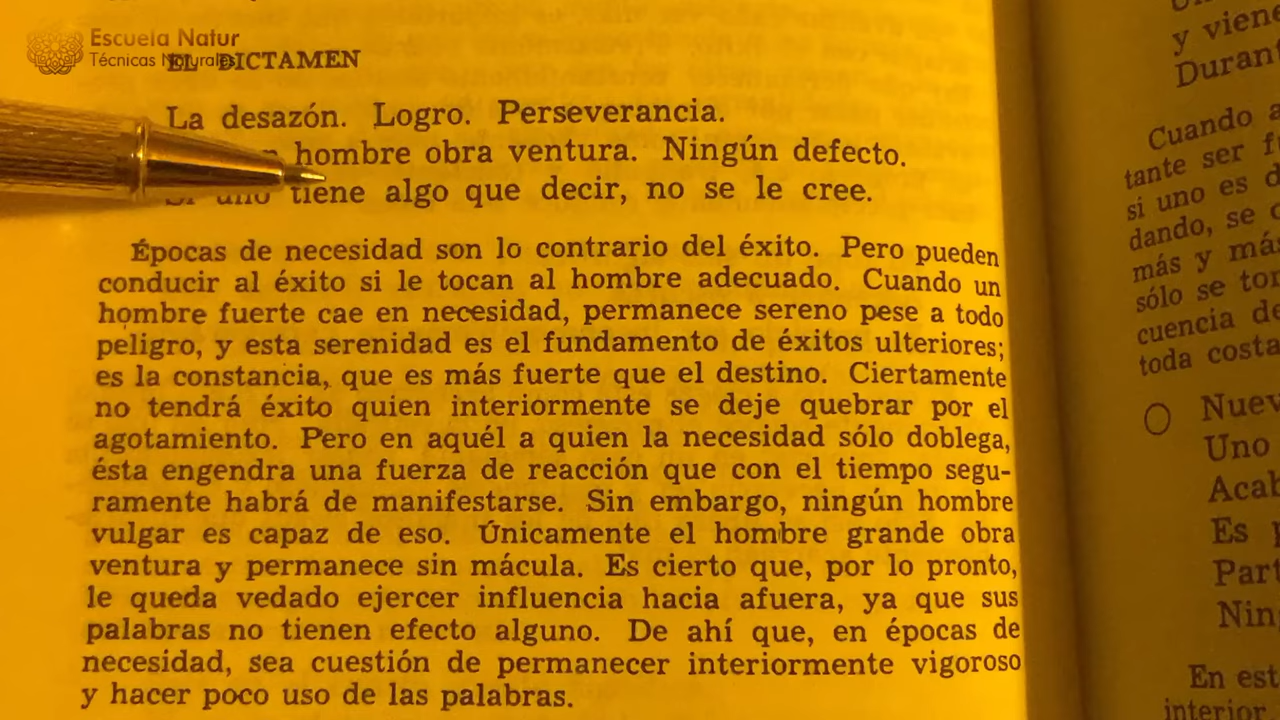 Escuela Natur
Técnicas Naturales
EL DICTAMEN
La desazón. Logro. Perseverancia.
hombre obra ventura. Ningún defecto.
Si uno tiene algo que decir, no se le cree.
Épocas de necesidad son lo contrario del éxito. Pero pueden
conducir al éxito si le tocan al hombre adecuado. Cuando un
hombre fuerte cae en necesidad, permanece sereno pese a todo
peligro, y esta serenidad es el fundamento de éxitos ulteriores;
es la constancia, que es más fuerte que el destino. Ciertamente
no tendrá éxito quien interiormente se deje quebrar por el
agotamiento. Pero en aquél a quien la necesidad sólo doblega,
ésta engendra una fuerza de reacción que con el tiempo segu-
ramente habrá de manifestarse. Sin embargo, ningún hombre
vulgar es capaz de eso. Únicamente el hombre grande obra
ventura y permanece sin mácula. Es cierto que, por lo pronto,
le queda vedado ejercer influencia hacia afuera, ya que sus
palabras no tienen efecto alguno. De ahí que, en épocas de
necesidad, sea cuestión de permanecer interiormente vigoroso
y hacer poco uso de las palabras.
y viene
Duran
Cuando a
tante ser f
si uno es d
dando, se
más y má
sólo se to
cuencia de
toda costa
Nuev
Uno
Acab
Es
Part
Nin
En est
interior